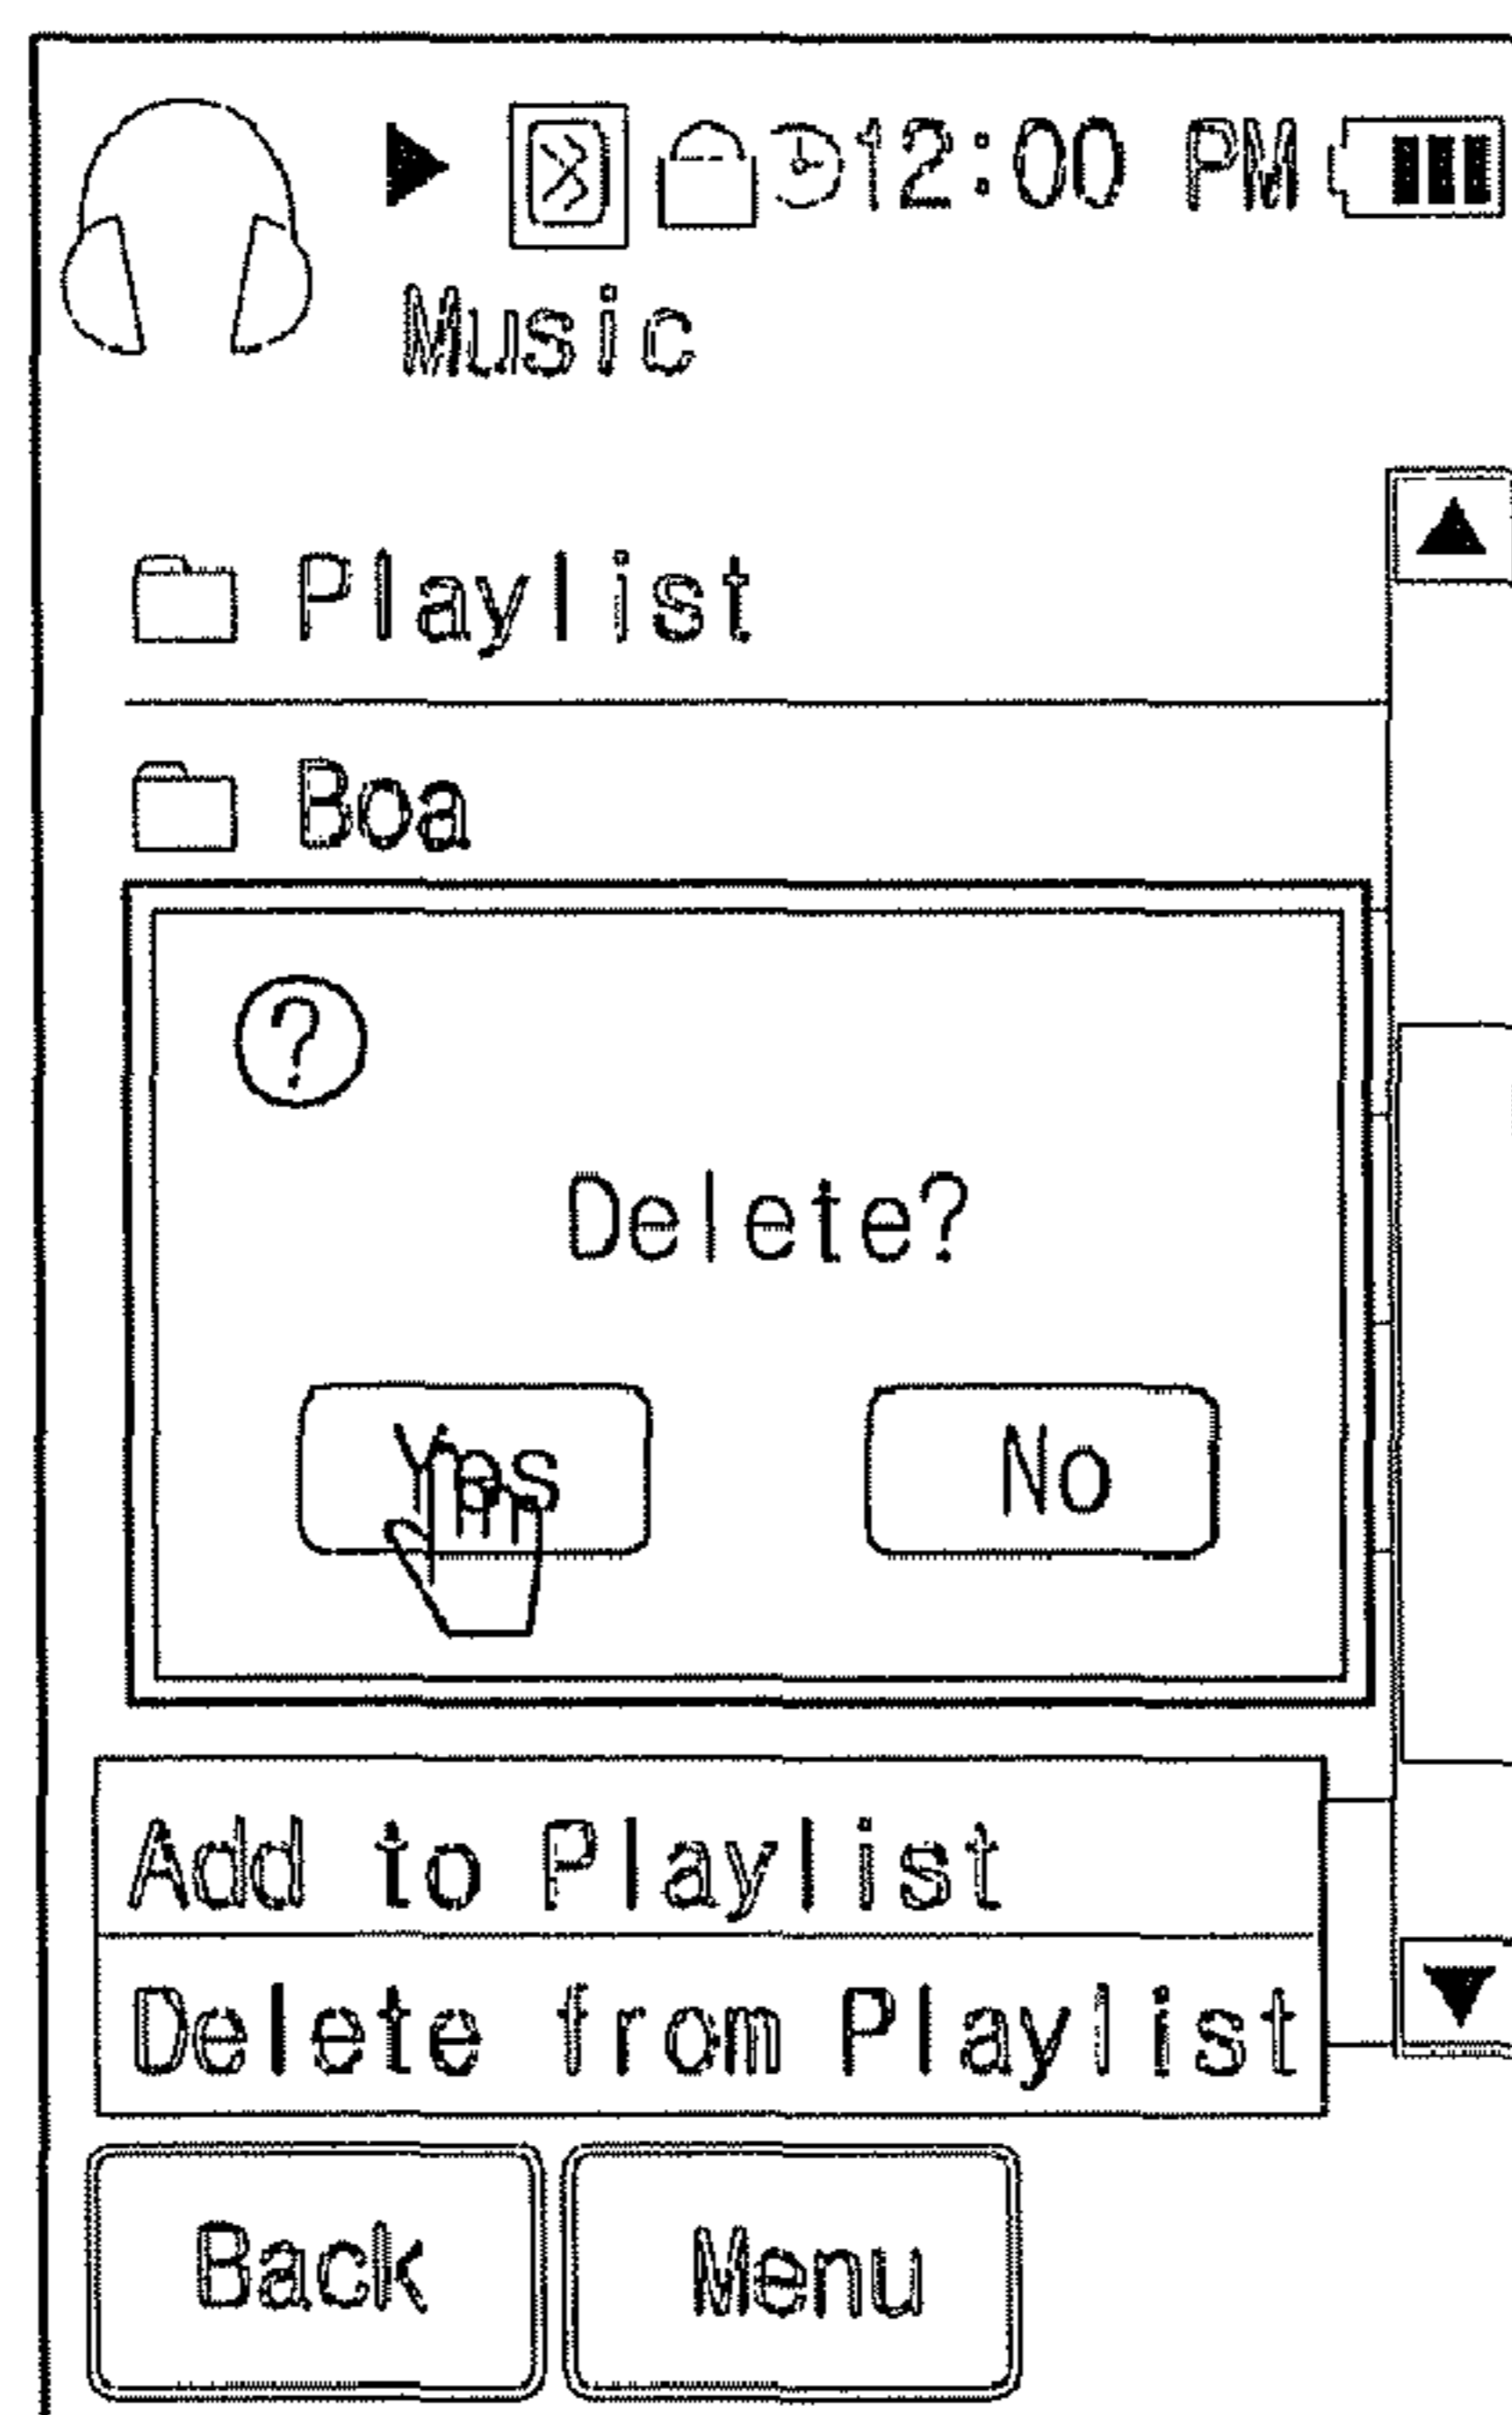 12:00 PM
Music
Playlist
Boa
?
Delete?
Yes No
Add to Playlist
Delete from Playlist
Back Menu